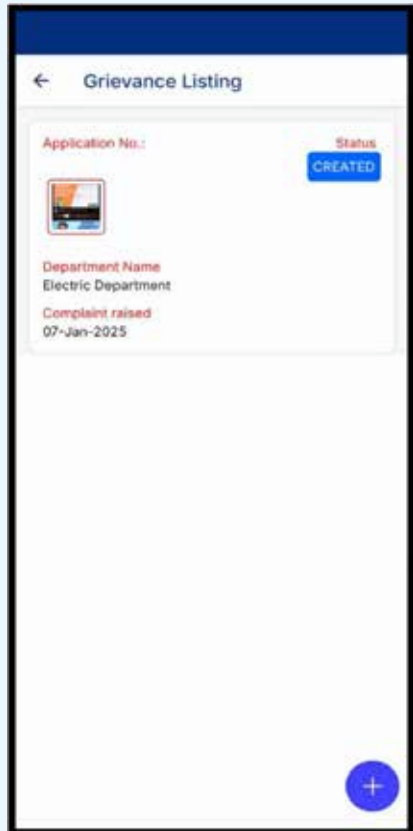 Grievance Listing
Application No.:
Status
CREATED
Department Name
Electric Department
Complaint raised
07-Jan-2025